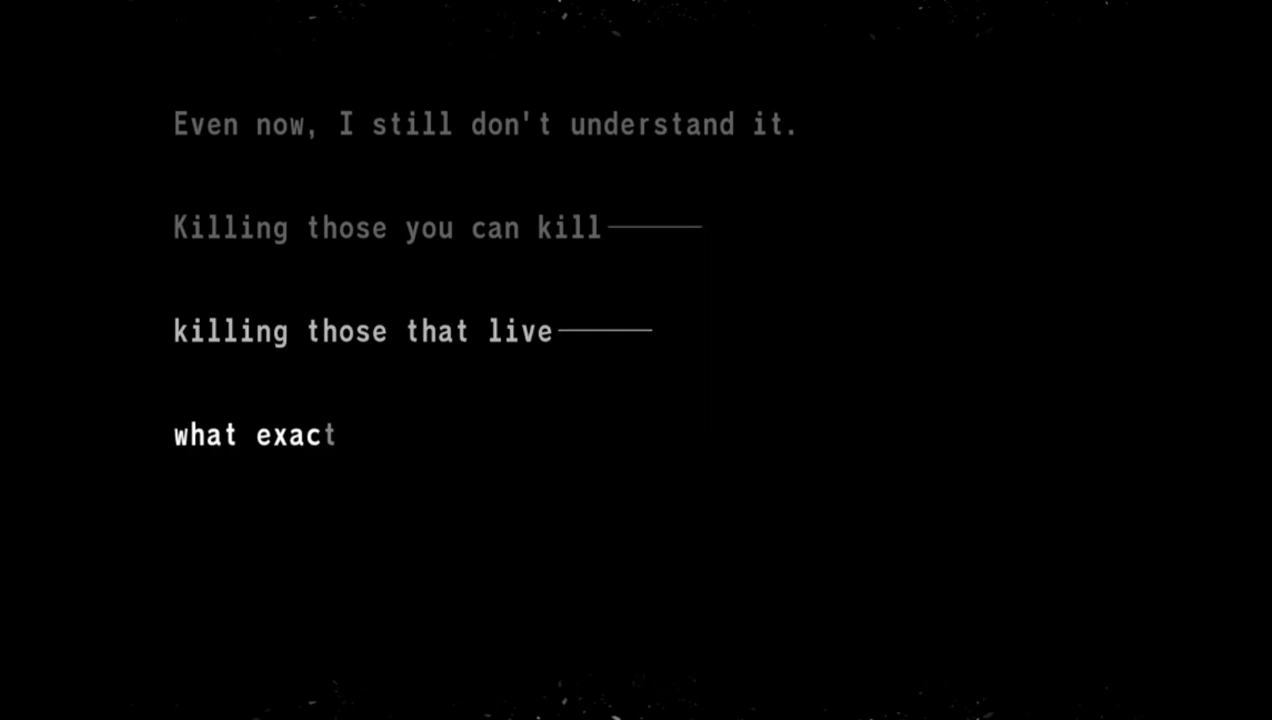 Even now, I still don't understand it.
Killing those you can kill———
killing those that live———
what exact